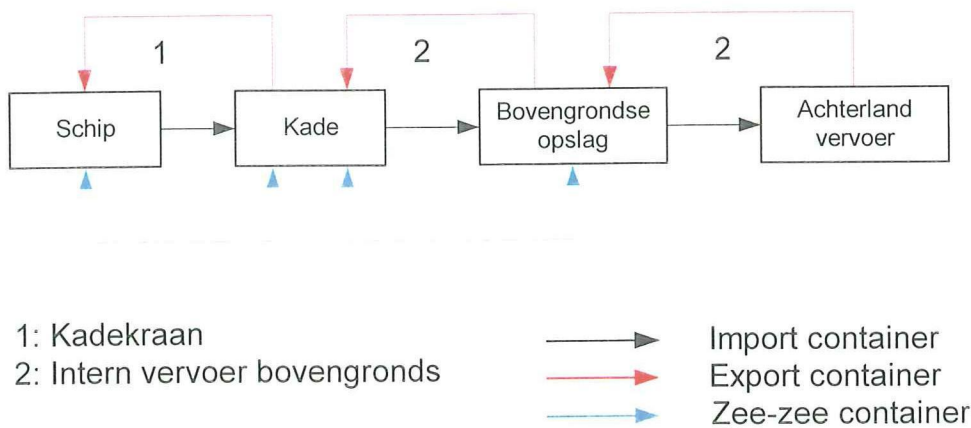 1
2
2
Schip
Kade
Bovengrondse
opslag
Achterland
vervoer
1: Kadekraan
2: Intern vervoer bovengronds
Import container
Export container
Zee-zee container